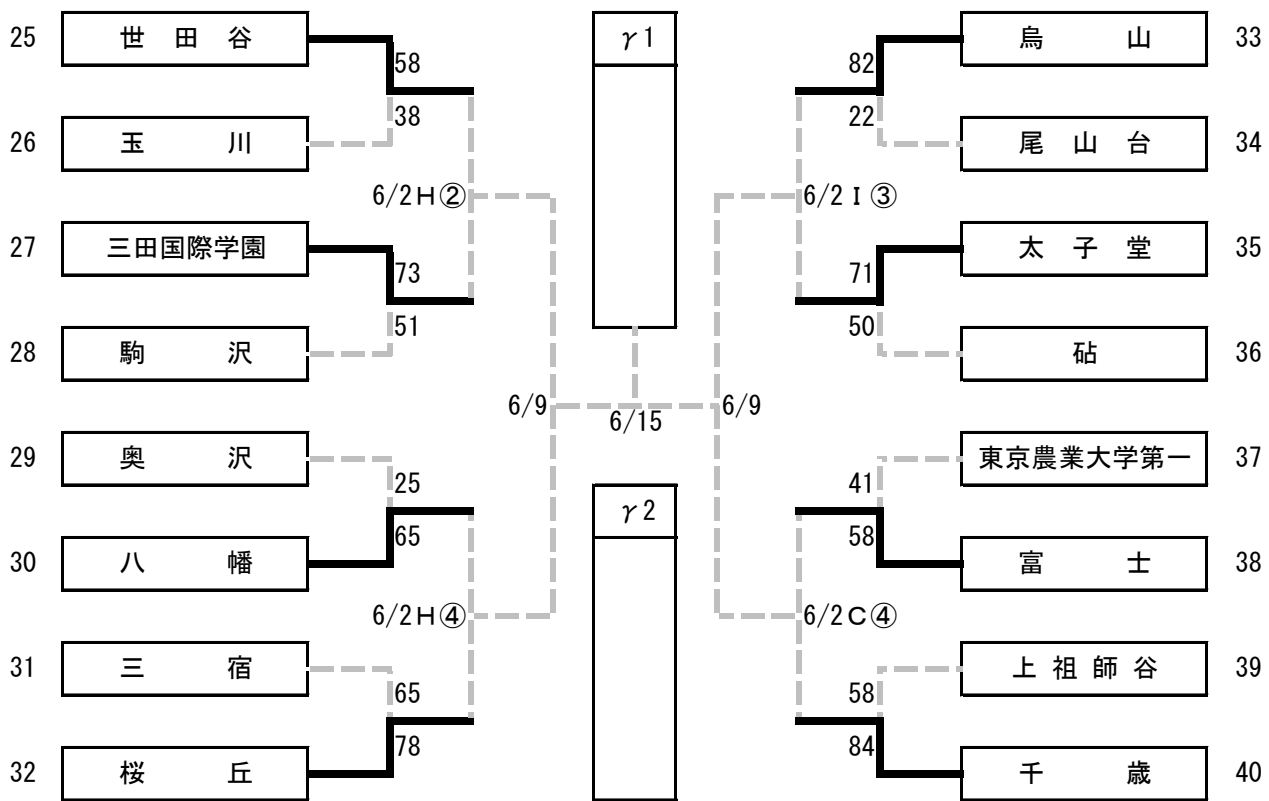 25 世田谷
58
38
26 玉川
6/2H②
27 三田国際学園
73
51
28 駒沢
6/9
29 奥沢
25
65
30 八幡
6/2H④
31 三宿
65
78
32 桜丘
γ1
6/15
γ2
烏山 33
82
22
尾山台 34
6/2I③
太子堂 35
71
50
砧 36
6/9
東京農業大学第一 37
41
58
富士 38
6/2C④
上祖師谷 39
58
84
千歳 40